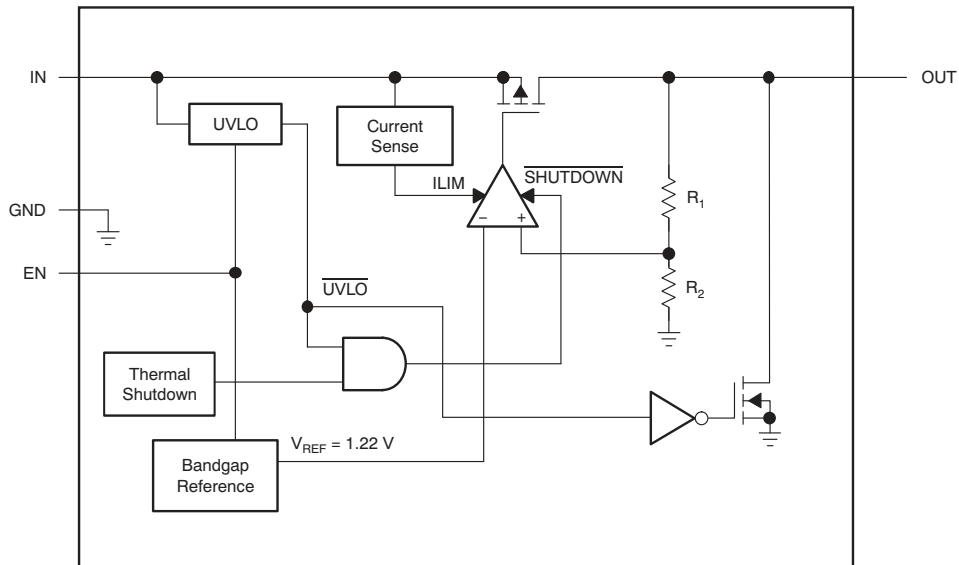 IN
OUT
UVLO
Current
Sense
ILIM
SHUTDOWN
GND
R1
−
+
EN
UVLO
R2
Thermal
Shutdown
VREF = 1.22 V
Bandgap
Reference